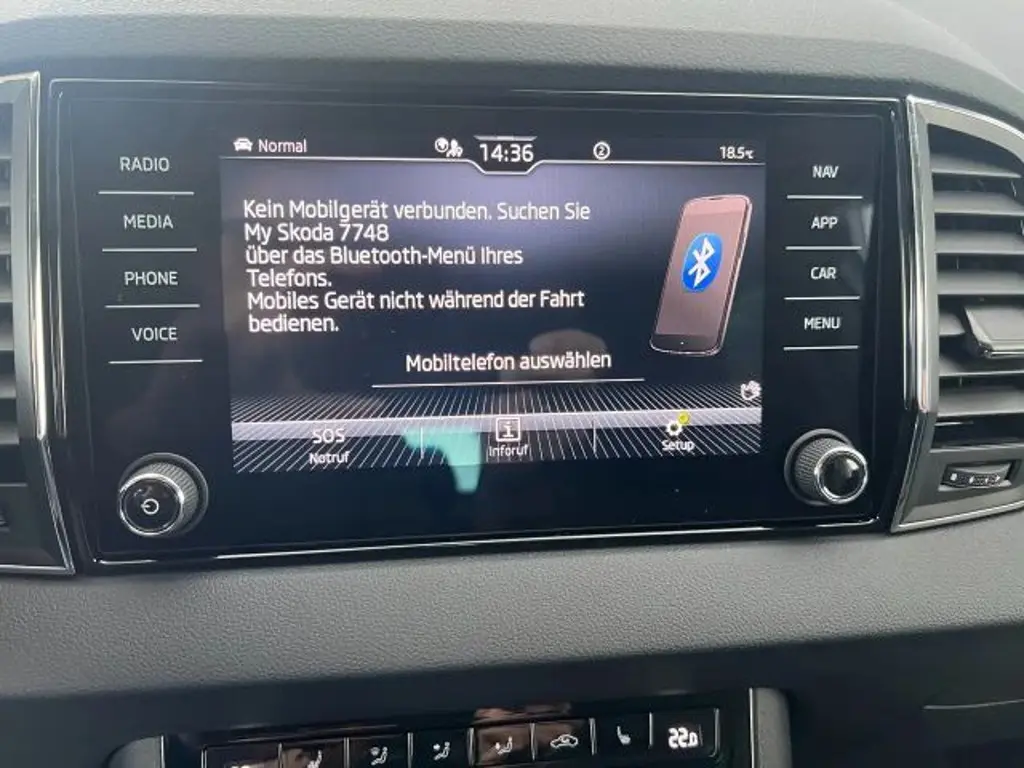 Normal
14:36
2
18.5°C
RADIO
MEDIA
PHONE
VOICE
Kein Mobilgerät verbunden. Suchen Sie
My Skoda 7748
über das Bluetooth-Menü Ihres
Telefons.
Mobiles Gerät nicht während der Fahrt
bedienen.
Mobiltelefon auswählen
SOS
Notruf
i
Inforuf
Setup
NAV
APP
CAR
MENU